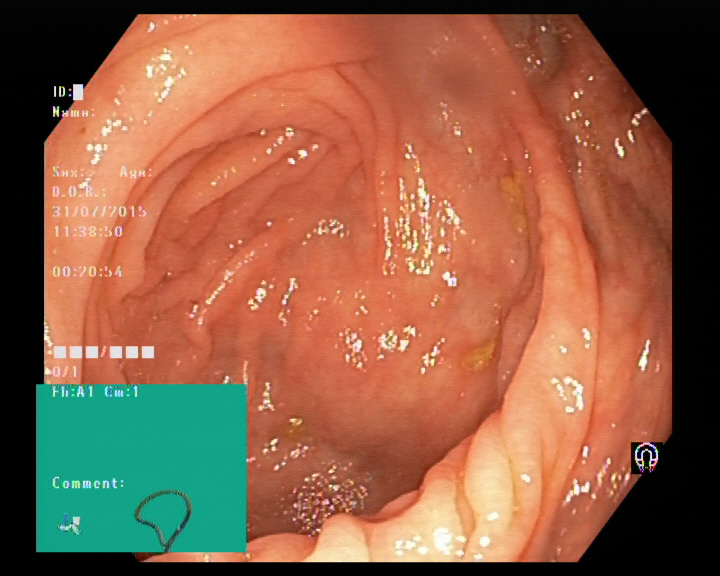 ID:
Name:
Sex: Age:
D.O.B.:
31/07/2015
11:38:50
00:20:54
/
0/1
Eh:A1 Cm:1
Comment: